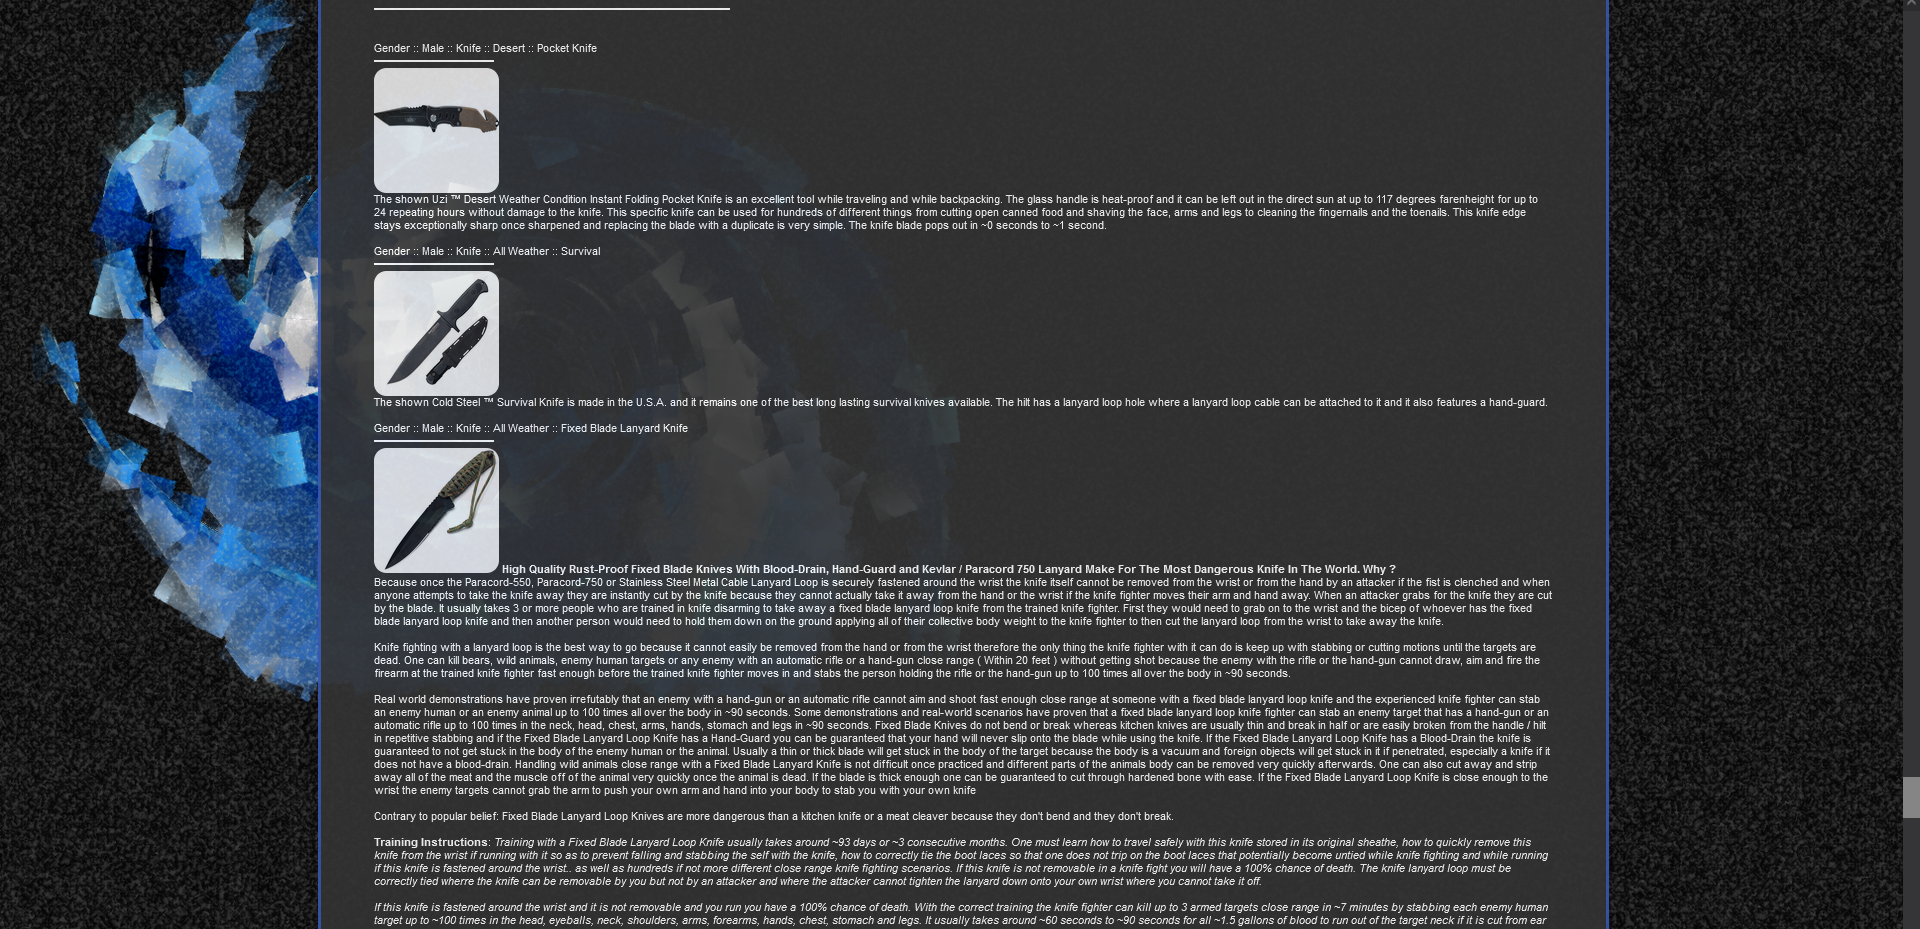 Gender :: Male :: Knife :: Desert :: Pocket Knife
The shown Uzi ™ Desert Weather Condition Instant Folding Pocket Knife is an excellent tool while traveling and while backpacking. The glass handle is heat-proof and it can be left out in the direct sun at up to 117 degrees farenheight for up to
24 repeating hours without damage to the knife. This specific knife can be used for hundreds of different things from cutting open canned food and shaving the face, arms and legs to cleaning the fingernails and the toenails. This knife edge
stays exceptionally sharp once sharpened and replacing the blade with a duplicate is very simple. The knife blade pops out in ~0 seconds to ~1 second.
Gender :: Male :: Knife :: All Weather :: Survival
The shown Cold Steel ™ Survival Knife is made in the U.S.A. and it remains one of the best long lasting survival knives available. The hilt has a lanyard loop hole where a lanyard loop cable can be attached to it and it also features a hand-guard.
Gender :: Male :: Knife :: All Weather :: Fixed Blade Lanyard Knife
High Quality Rust-Proof Fixed Blade Knives With Blood-Drain, Hand-Guard and Kevlar / Paracord 750 Lanyard Make For The Most Dangerous Knife In The World. Why ?
Because once the Paracord-550, Paracord-750 or Stainless Steel Metal Cable Lanyard Loop is securely fastened around the wrist the knife itself cannot be removed from the wrist or from the hand by an attacker if the fist is clenched and when
anyone attempts to take the knife away they are instantly cut by the knife because they cannot actually take it away from the hand or the wrist if the knife fighter moves their arm and hand away. When an attacker grabs for the knife they are cut
by the blade. It usually takes 3 or more people who are trained in knife disarming to take away a fixed blade lanyard loop knife from the trained knife fighter. First they would need to grab on to the wrist and the bicep of whoever has the fixed
blade lanyard loop knife and then another person would need to hold them down on the ground applying all of their collective body weight to the knife fighter to then cut the lanyard loop from the wrist to take away the knife.
Knife fighting with a lanyard loop is the best way to go because it cannot easily be removed from the hand or from the wrist therefore the only thing the knife fighter with it can do is keep up with stabbing or cutting motions until the targets are
dead. One can kill bears, wild animals, enemy human targets or any enemy with an automatic rifle or a hand-gun close range ( Within 20 feet ) without getting shot because the enemy with the rifle or the hand-gun cannot draw, aim and fire the
firearm at the trained knife fighter fast enough before the trained knife fighter moves in and stabs the person holding the rifle or the hand-gun up to 100 times all over the body in ~90 seconds.
Real world demonstrations have proven irrefutably that an enemy with a hand-gun or an automatic rifle cannot aim and shoot fast enough close range at someone with a fixed blade lanyard loop knife and the experienced knife fighter can stab
an enemy human or an enemy animal up to 100 times all over the body in ~90 seconds. Some demonstrations and real-world scenarios have proven that a fixed blade lanyard loop knife fighter can stab an enemy target that has a hand-gun or an
automatic rifle up to 100 times in the neck, head, chest, arms, hands, stomach and legs in ~90 seconds. Fixed Blade Knives do not bend or break whereas kitchen knives are usually thin and break in half or are easily broken from the handle / hilt
in repetitive stabbing and if the Fixed Blade Lanyard Loop Knife has a Hand-Guard you can be guaranteed that your hand will never slip onto the blade while using the knife. If the Fixed Blade Lanyard Loop Knife has a Blood-Drain the knife is
guaranteed to not get stuck in the body of the enemy human or the animal. Usually a thin or thick blade will get stuck in the body of the target because the body is a vacuum and foreign objects will get stuck in it if penetrated, especially a knife if it
does not have a blood-drain. Handling wild animals close range with a Fixed Blade Lanyard Knife is not difficult once practiced and different parts of the animals body can be removed very quickly afterwards. One can also cut away and strip
away all of the meat and the muscle off of the animal very quickly once the animal is dead. If the blade is thick enough one can be guaranteed to cut through hardened bone with ease. If the Fixed Blade Lanyard Loop Knife is close enough to the
wrist the enemy targets cannot grab the arm to push your own arm and hand into your body to stab you with your own knife
Contrary to popular belief: Fixed Blade Lanyard Loop Knives are more dangerous than a kitchen knife or a meat cleaver because they don't bend and they don't break.
Training Instructions: Training with a Fixed Blade Lanyard Loop Knife usually takes around ~93 days or ~3 consecutive months. One must learn how to travel safely with this knife stored in its original sheathe, how to quickly remove this
knife from the wrist if running with it so as to prevent falling and stabbing the self with the knife, how to correctly tie the boot laces so that one does not trip on the boot laces that potentially become untied while knife fighting and while running
if this knife is fastened around the wrist.. as well as hundreds if not more different close range knife fighting scenarios. If this knife is not removable in a knife fight you will have a 100% chance of death. The knife lanyard loop must be
correctly tied wherre the knife can be removable by you but not by an attacker and where the attacker cannot tighten the lanyard down onto your own wrist where you cannot take it off.
If this knife is fastened around the wrist and it is not removable and you run you have a 100% chance of death. With the correct training the knife fighter can kill up to 3 armed targets close range in ~7 minutes by stabbing each enemy human
target up to ~100 times in the head, eyeballs, neck, shoulders, arms, forearms, hands, chest, stomach and legs. It usually takes around ~60 seconds to ~90 seconds for all ~1.5 gallons of blood to run out of the target neck if it is cut from ear